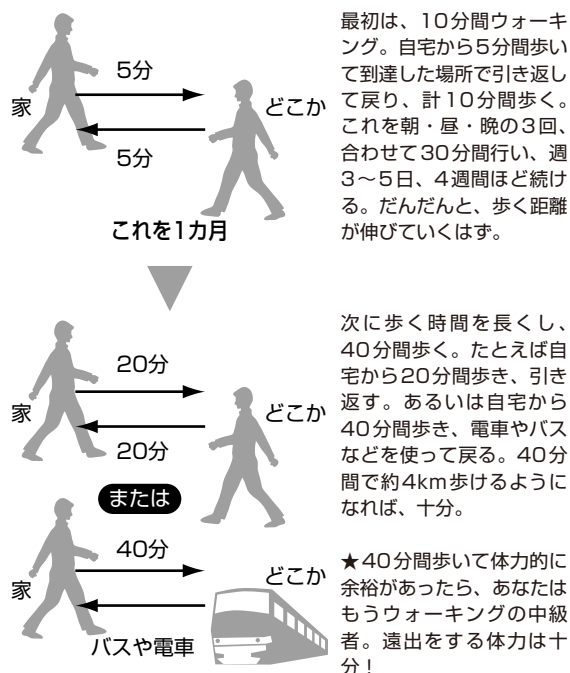 5分
家
どこか
5分
これを1カ月
最初は、10分間ウォーキ
ング。自宅から5分間歩い
て到達した場所で引き返し
て戻り、計10分間歩く。
これを朝・昼・晩の3回、
合わせて30分間行い、週
3〜5日、4週間ほど続け
る。だんだんと、歩く距離
が伸びていくはず。
20分
家
どこか
20分
または
40分
家
どこか
バスや電車
次に歩く時間を長くし、
40分間歩く。たとえば自
宅から20分間歩き、引き
返す。あるいは自宅から
40分間歩き、電車やバス
などを使って戻る。40分
間で約4km歩けるように
なれば、十分。
★40分間歩いて体力的に
余裕があったら、あなたは
もうウォーキングの中級
者。遠出をする体力は十
分！